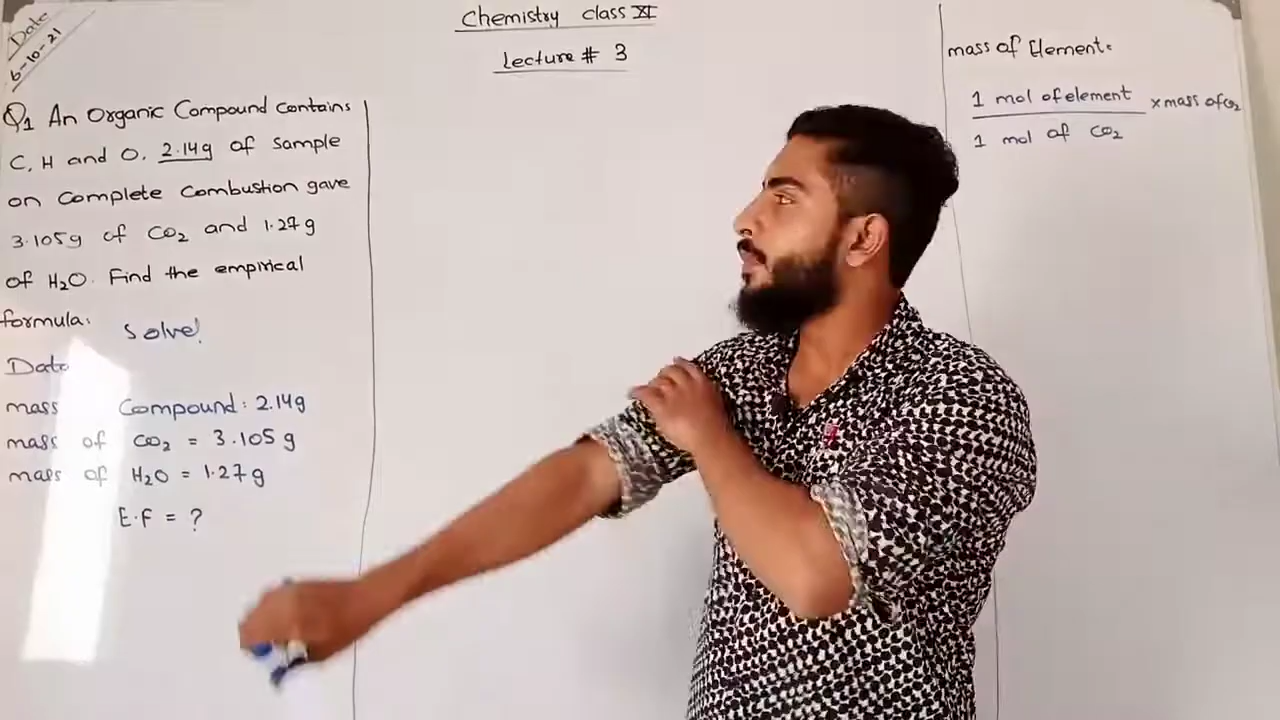 Date
6-10-21
Chemistry class XI
Lecture # 3
Q1 An Organic Compound contains
C, H and O, 2.14g of sample
on complete combustion gave
3.105g of CO2 and 1.27g
of H2O. Find the empirical
formula.
Solve!
Data
mass Compound: 2.14g
mass of CO2 = 3.105g
mass of H2O = 1.27g
E.F = ?
mass of Element:
1 mol of element × mass of CO2
1 mol of CO2